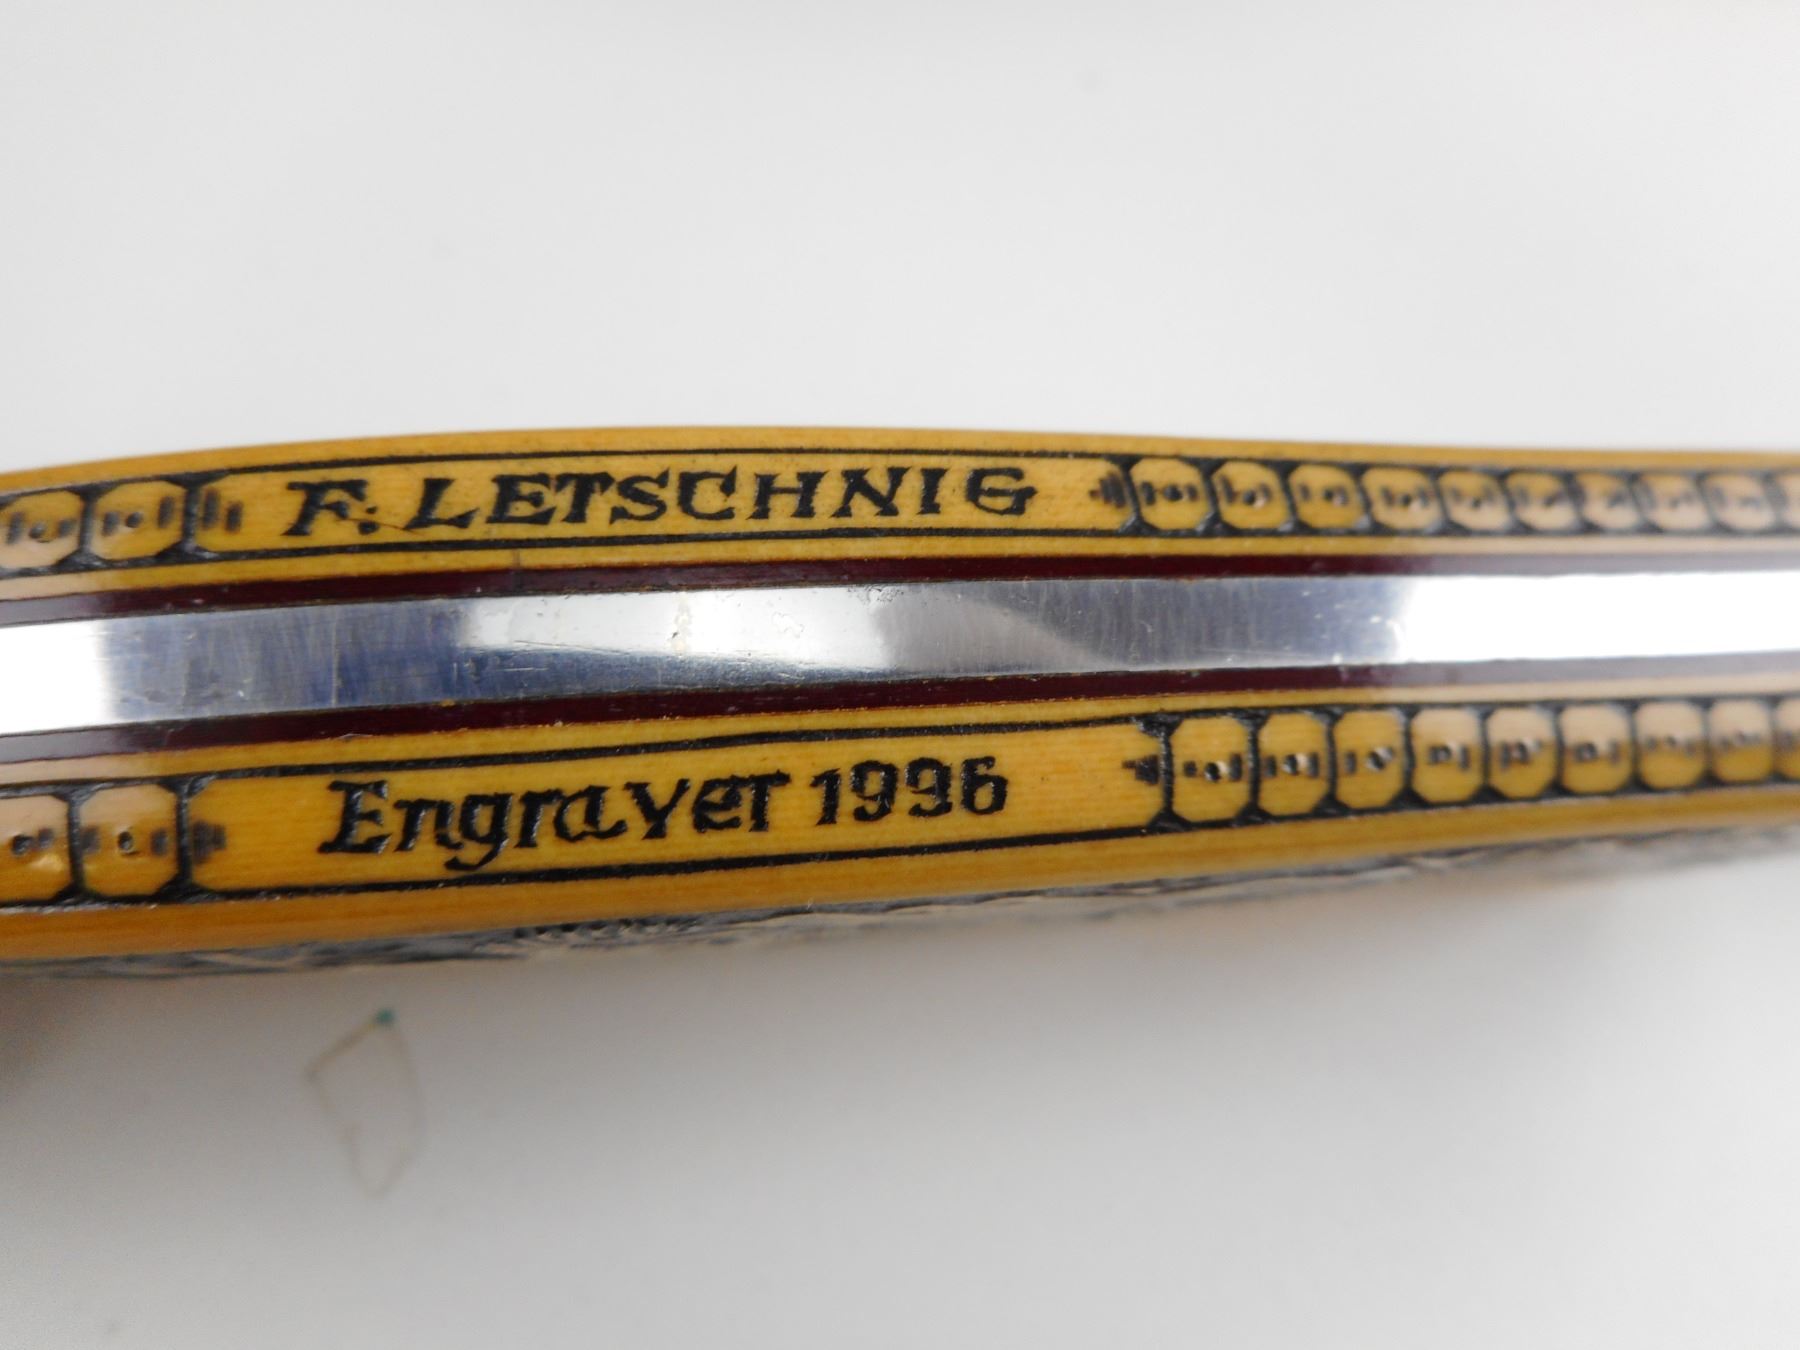 F. LETSCHNIG
Engraver 1996